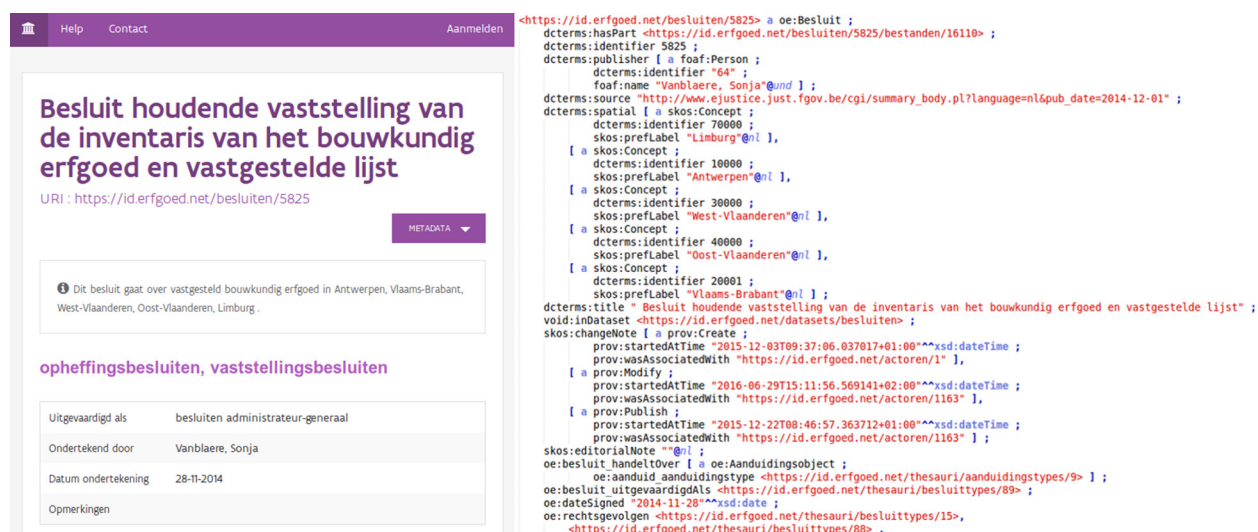 Help Contact Aanmelden
Besluit houdende vaststelling van
de inventaris van het bouwkundig
erfgoed en vastgestelde lijst
URI : https://id.erfgoed.net/besluiten/5825
METADATA
Dit besluit gaat over vastgesteld bouwkundig erfgoed in Antwerpen, Vlaams-Brabant,
West-Vlaanderen, Oost-Vlaanderen, Limburg .
opheffingsbesluiten, vaststellingsbesluiten
Uitgevaardigd als besluiten administrateur-generaal
Ondertekend door Vanblaere, Sonja
Datum ondertekening 28-11-2014
Opmerkingen
<https://id.erfgoed.net/besluiten/5825> a oe:Besluit ;
dcterms:hasPart <https://id.erfgoed.net/besluiten/5825/bestanden/16110> ;
dcterms:identifier 5825 ;
dcterms:publisher [ a foaf:Person ;
dcterms:identifier "64" ;
foaf:name "Vanblaere, Sonja"@und ] ;
dcterms:source "http://www.ejustice.just.fgov.be/cgi/summary_body.pl?language=nl&pub_date=2014-12-01" ;
dcterms:spatial [ a skos:Concept ;
dcterms:identifier 70000 ;
skos:prefLabel "Limburg"@nl ],
[ a skos:Concept ;
dcterms:identifier 10000 ;
skos:prefLabel "Antwerpen"@nl ],
[ a skos:Concept ;
dcterms:identifier 30000 ;
skos:prefLabel "West-Vlaanderen"@nl ],
[ a skos:Concept ;
dcterms:identifier 40000 ;
skos:prefLabel "Oost-Vlaanderen"@nl ],
[ a skos:Concept ;
dcterms:identifier 20001 ;
skos:prefLabel "Vlaams-Brabant"@nl ] ;
dcterms:title " Besluit houdende vaststelling van de inventaris van het bouwkundig erfgoed en vastgestelde lijst" ;
void:inDataset <https://id.erfgoed.net/datasets/besluiten> ;
skos:changeNote [ a prov:Create ;
prov:startedAtTime "2015-12-03T09:37:06.037017+01:00"^^xsd:dateTime ;
prov:wasAssociatedWith "https://id.erfgoed.net/actoren/1" ],
[ a prov:Modify ;
prov:startedAtTime "2016-06-29T15:11:56.569141+02:00"^^xsd:dateTime ;
prov:wasAssociatedWith "https://id.erfgoed.net/actoren/1163" ],
[ a prov:Publish ;
prov:startedAtTime "2015-12-22T08:46:57.363712+01:00"^^xsd:dateTime ;
prov:wasAssociatedWith "https://id.erfgoed.net/actoren/1163" ] ;
skos:editorialNote ""@nl ;
oe:besluit_handeltOver [ a oe:Aanduidingsobject ;
oe:aanduid_aanduidingstype <https://id.erfgoed.net/thesauri/aanduidingstypes/9> ] ;
oe:besluit_uitgevaardigdAls <https://id.erfgoed.net/thesauri/besluittypes/89> ;
oe:dateSigned "2014-11-28"^^xsd:date ;
oe:rechtsgevolgen <https://id.erfgoed.net/thesauri/besluittypes/15>,
<https://id.erfgoed.net/thesauri/besluittypes/88> .